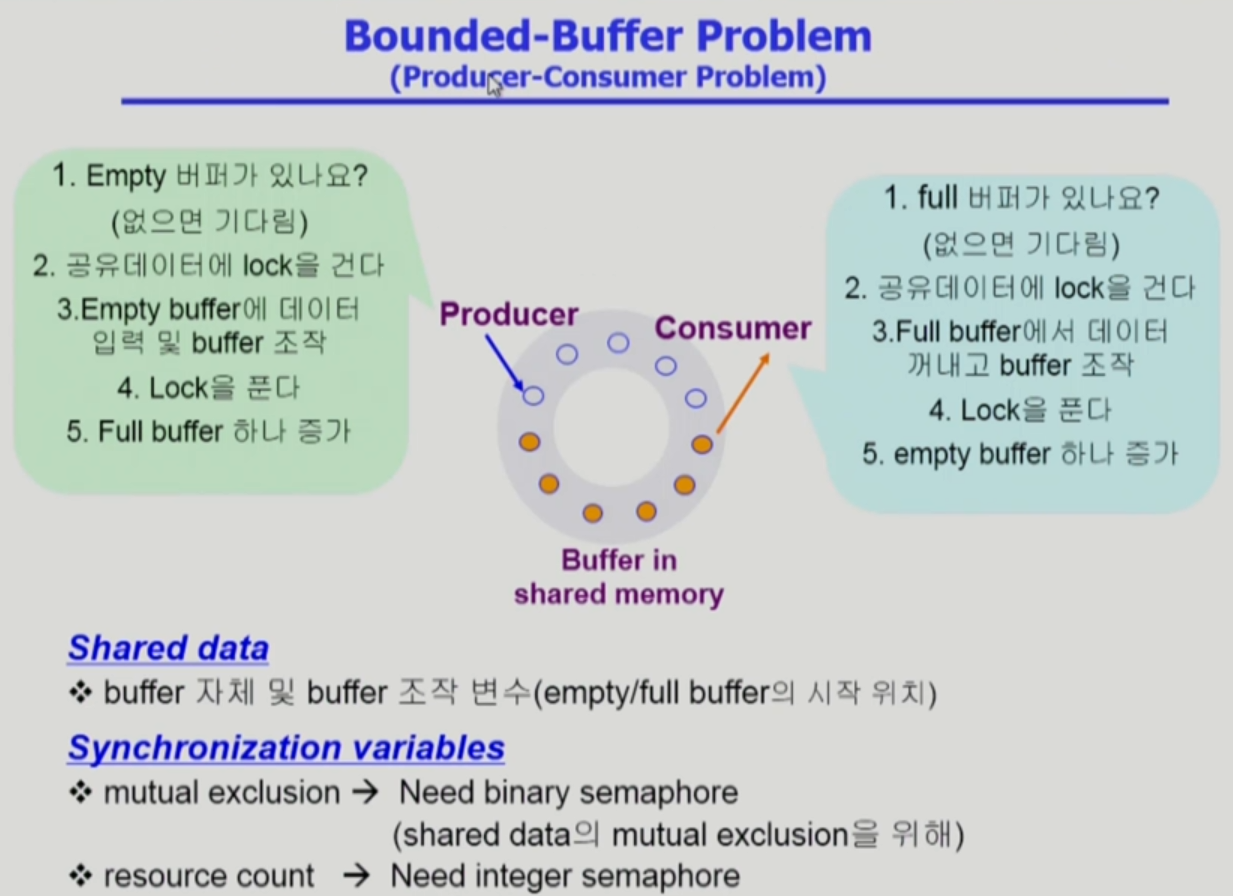 Bounded-Buffer Problem
(Producer-Consumer Problem)
1. Empty 버퍼가 있나요?
(없으면 기다림)
2. 공유데이터에 lock을 건다
3.Empty buffer에 데이터
입력 및 buffer 조작
4. Lock을 푼다
5. Full buffer 하나 증가
Producer
Consumer
1. full 버퍼가 있나요?
(없으면 기다림)
2. 공유데이터에 lock을 건다
3.Full buffer에서 데이터
꺼내고 buffer 조작
4. Lock을 푼다
5. empty buffer 하나 증가
Buffer in
shared memory
Shared data
❖ buffer 자체 및 buffer 조작 변수(empty/full buffer의 시작 위치)
Synchronization variables
❖ mutual exclusion → Need binary semaphore
(shared data의 mutual exclusion을 위해)
❖ resource count → Need integer semaphore